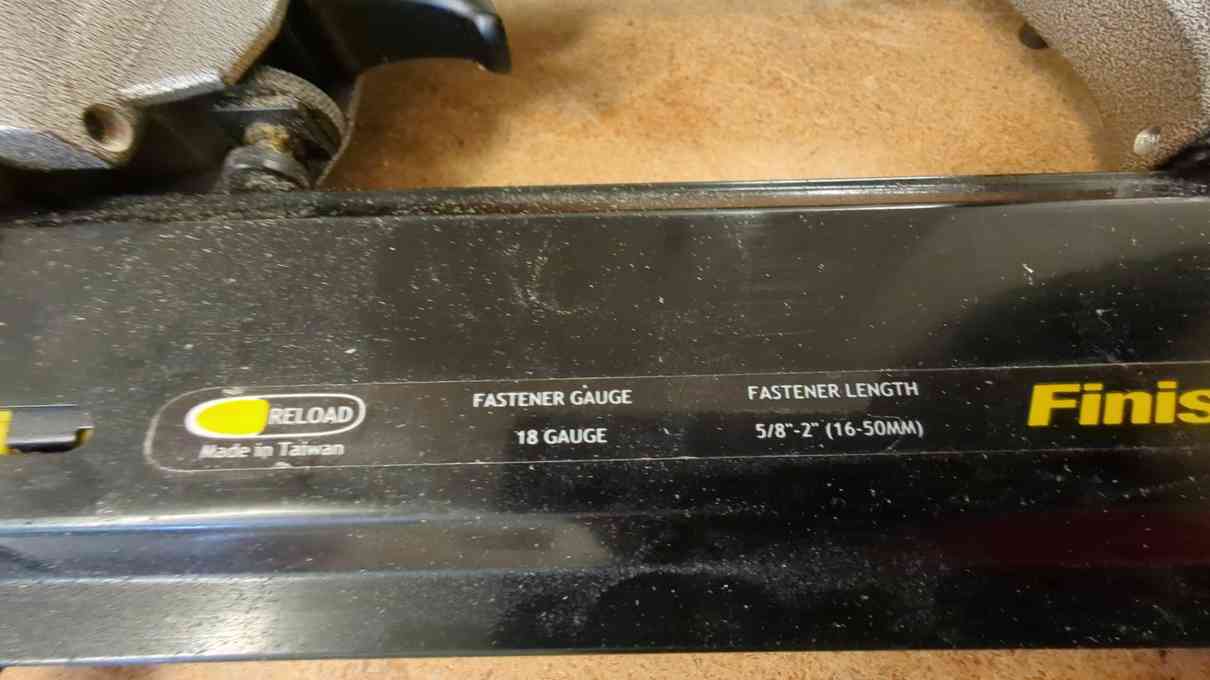 RELOAD
Made in Taiwan
FASTENER GAUGE
18 GAUGE
FASTENER LENGTH
5/8"-2" (16-50MM)
Finis